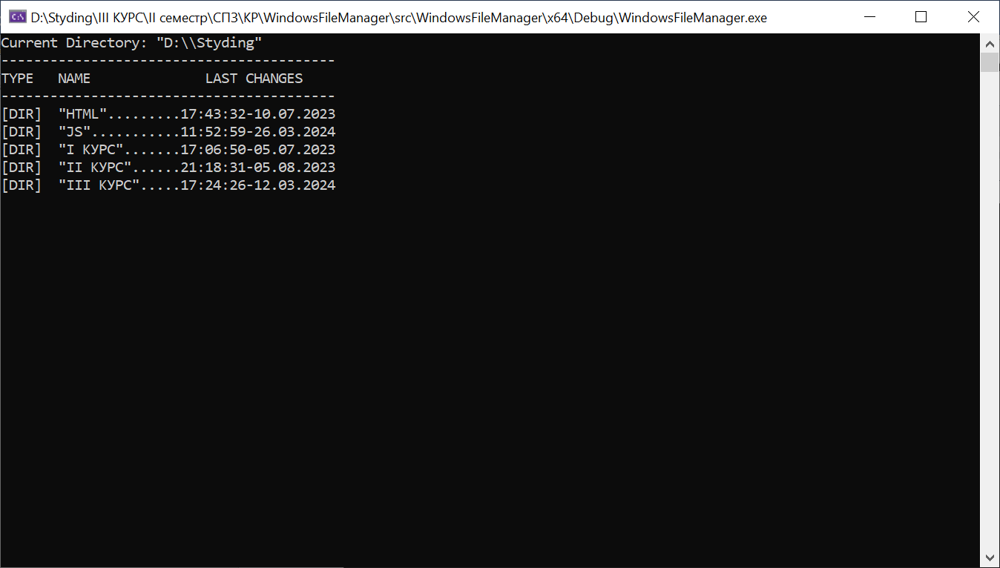 D:\Styding\III КУРС\II семестр\СПЗ\КР\WindowsFileManager\src\WindowsFileManager\x64\Debug\WindowsFileManager.exe
Current Directory: "D:\\Styding"
-----------------------------------------
TYPE   NAME              LAST CHANGES
-----------------------------------------
[DIR]  "HTML".........17:43:32-10.07.2023
[DIR]  "JS"...........11:52:59-26.03.2024
[DIR]  "I КУРС".......17:06:50-05.07.2023
[DIR]  "II КУРС"......21:18:31-05.08.2023
[DIR]  "III КУРС".....17:24:26-12.03.2024